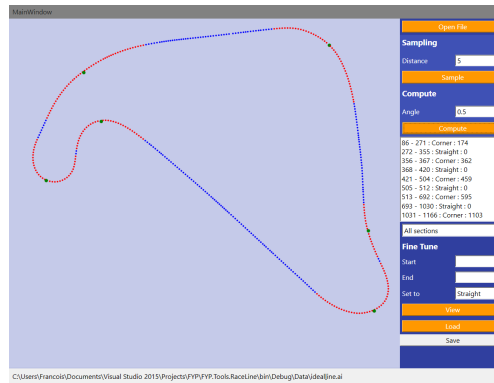 MainWindow
Open File
Sampling
Distance 5
Sample
Compute
Angle 0.5
Compute
86 - 271 : Corner : 174
272 - 355 : Straight : 0
356 - 367 : Corner : 362
368 - 420 : Straight : 0
421 - 504 : Corner : 459
505 - 512 : Straight : 0
513 - 692 : Corner : 595
693 - 1030 : Straight : 0
1031 - 1166 : Corner : 1103
All sections
Fine Tune
Start
End
Set to Straight
View
Load
Save
C:\Users\Francois\Documents\Visual Studio 2015\Projects\FYP\FYP.Tools.RaceLine\bin\Debug\Data\idealline.ai